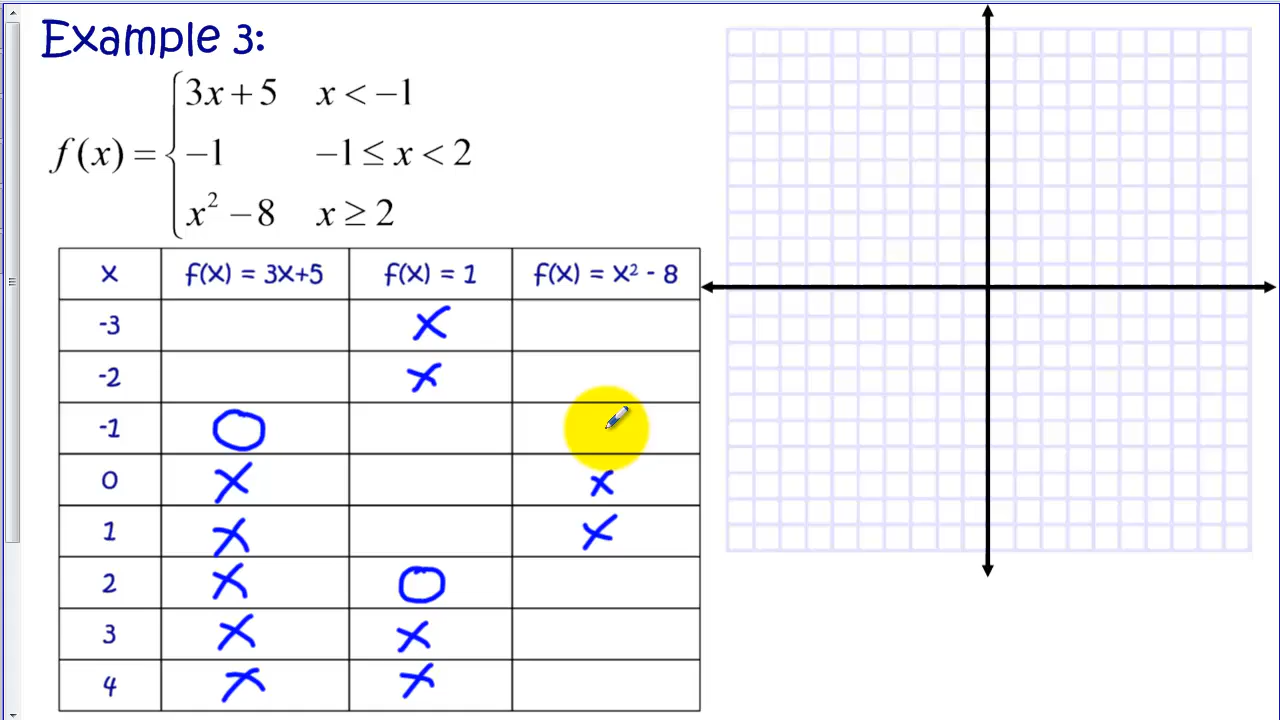 Example 3:
3x + 5 x < −1
f(x) = { −1 −1 ≤ x < 2
x² − 8 x ≥ 2
x f(x) = 3x+5 f(x) = 1 f(x) = x² - 8
-3 X
-2 X
-1 O
0 X X
1 X X
2 X O
3 X X
4 X X